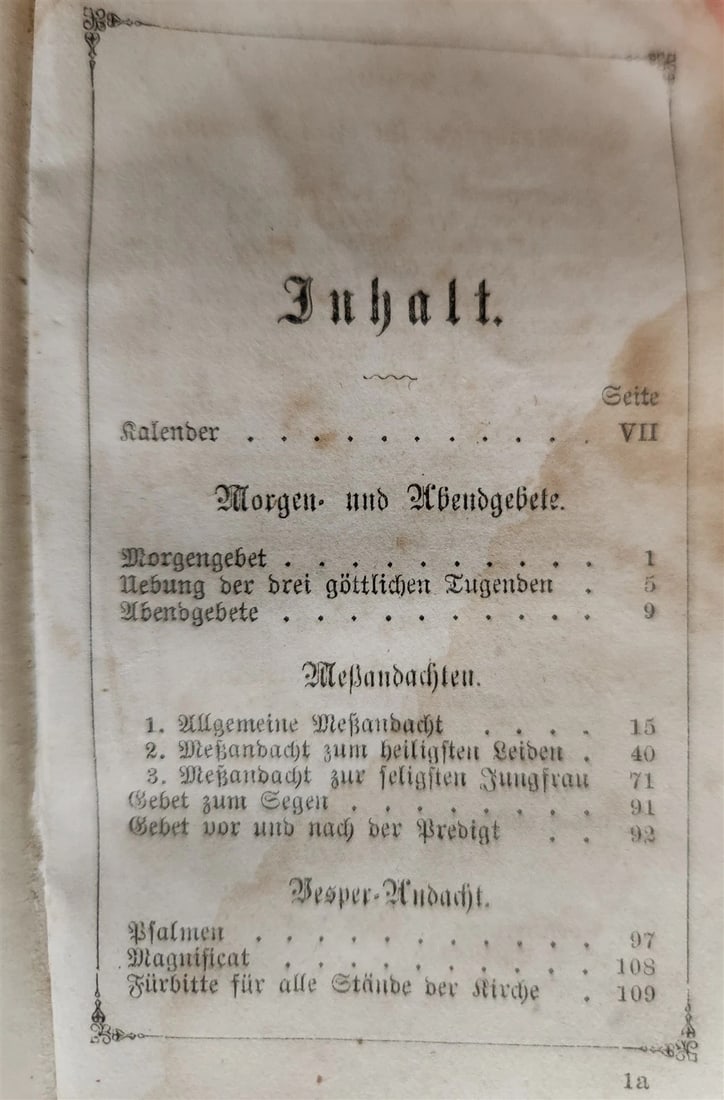 Inhalt.
Seite
Kalender . . . . . . . . . . . . VII
Morgen- und Abendgebete.
Morgengebet . . . . . . . . . . 1
Uebung der drei göttlichen Tugenden . 5
Abendgebete . . . . . . . . . . 9
Meßandachten.
1. Allgemeine Meßandacht . . . . 15
2. Meßandacht zum heiligsten Leiden . 40
3. Meßandacht zur seligsten Jungfrau 71
Gebet zum Segen . . . . . . . . 91
Gebet vor und nach der Predigt . . 92
Vesper-Andacht.
Psalmen . . . . . . . . . . . 97
Magnificat . . . . . . . . . . 108
Fürbitte für alle Stände der Kirche . 109
1a